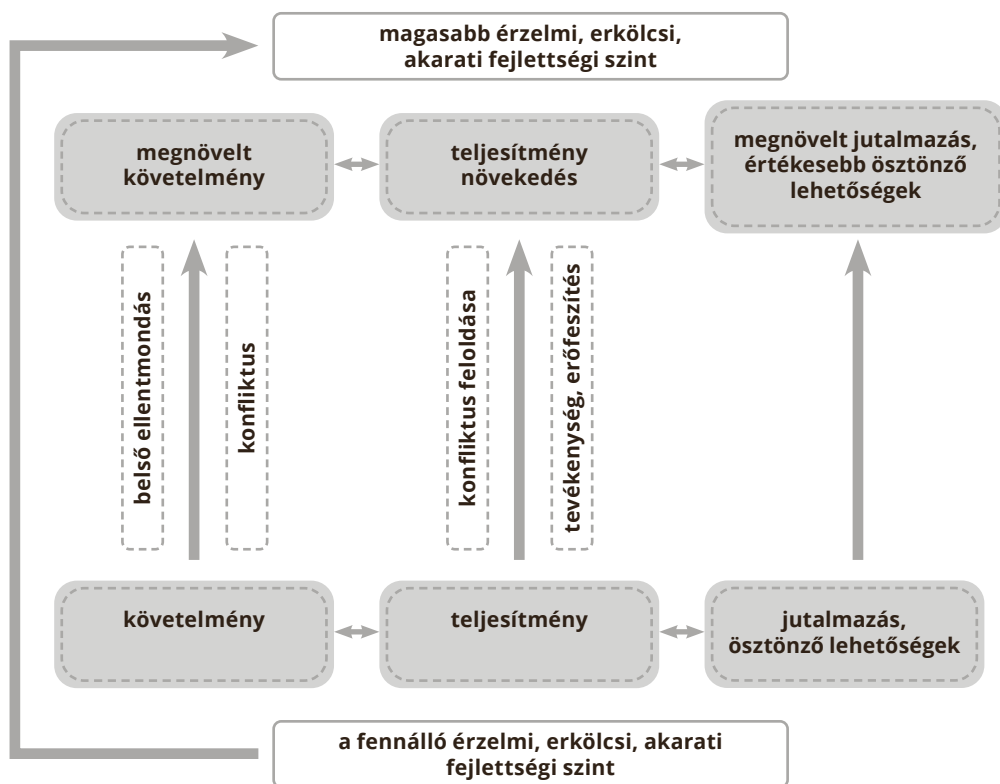 magasabb érzelmi, erkölcsi,
akarati fejlettségi szint
megnövelt
követelmény
teljesítmény
növekedés
megnövelt jutalmazás,
értékesebb ösztönző
lehetőségek
belső ellentmondás
konfliktus
konfliktus feloldása
tevékenység, erőfeszítés
követelmény
teljesítmény
jutalmazás,
ösztönző lehetőségek
a fennálló érzelmi, erkölcsi, akarati
fejlettségi szint